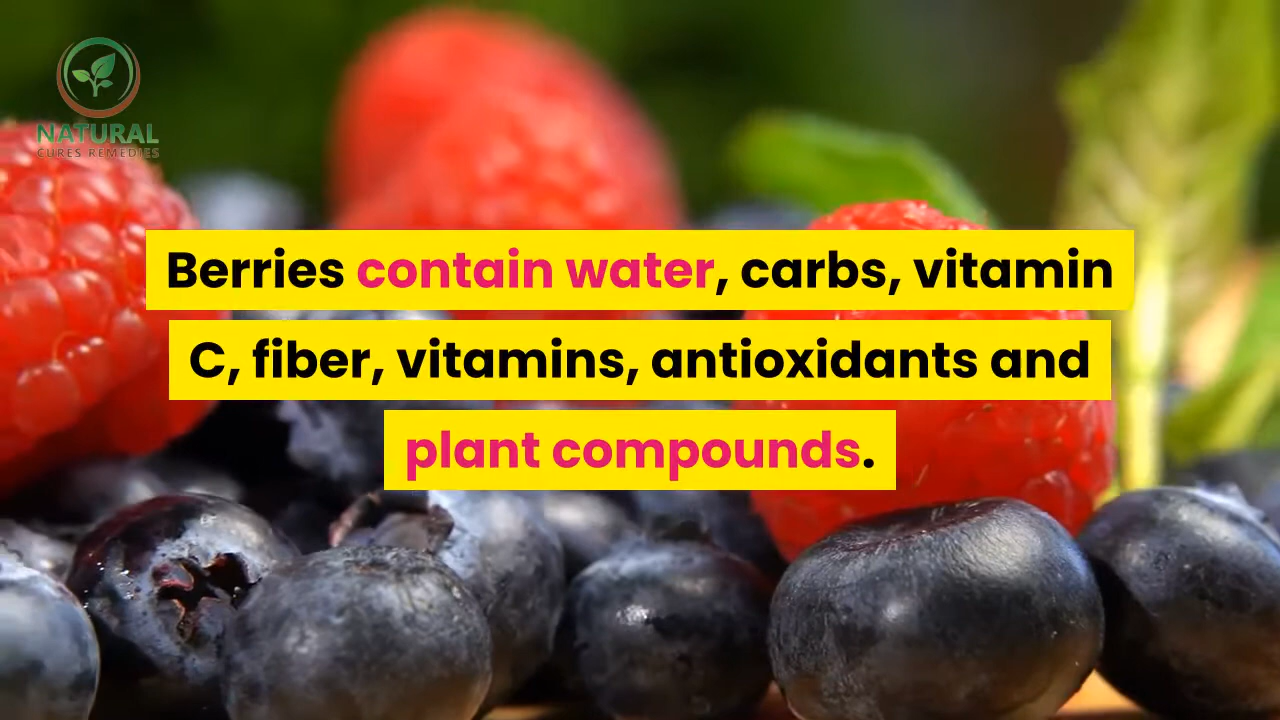 NATURAL
CURES REMEDIES
Berries contain water, carbs, vitamin
C, fiber, vitamins, antioxidants and
plant compounds.